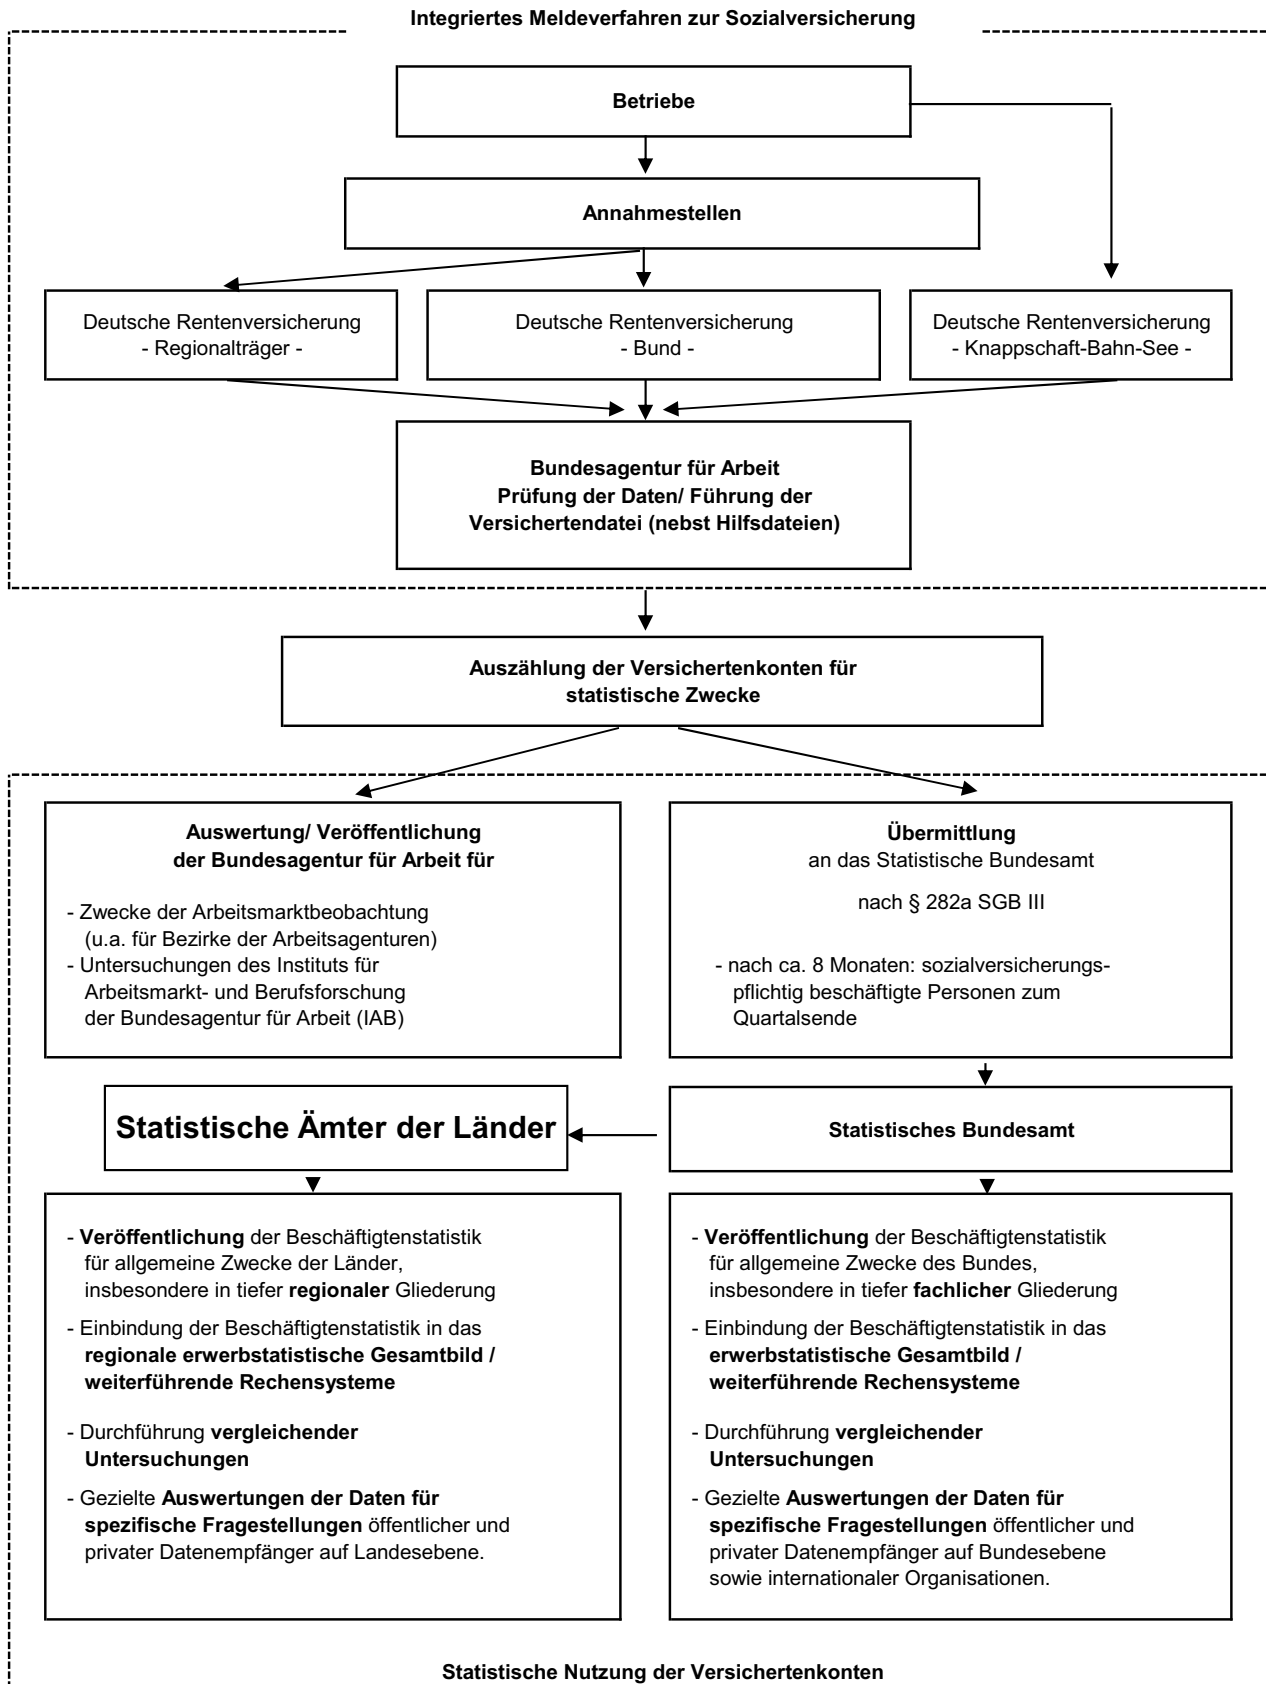 Integriertes Meldeverfahren zur Sozialversicherung
Betriebe
Annahmestellen
Deutsche Rentenversicherung
- Regionalträger -
Deutsche Rentenversicherung
- Bund -
Deutsche Rentenversicherung
- Knappschaft-Bahn-See -
Bundesagentur für Arbeit
Prüfung der Daten/ Führung der
Versichertendatei (nebst Hilfsdateien)
Auszählung der Versichertenkonten für
statistische Zwecke
Auswertung/ Veröffentlichung
der Bundesagentur für Arbeit für
- Zwecke der Arbeitsmarktbeobachtung
(u.a. für Bezirke der Arbeitsagenturen)
- Untersuchungen des Instituts für
Arbeitsmarkt- und Berufsforschung
der Bundesagentur für Arbeit (IAB)
Übermittlung
an das Statistische Bundesamt
nach § 282a SGB III
- nach ca. 8 Monaten: sozialversicherungs-
pflichtig beschäftigte Personen zum
Quartalsende
Statistische Ämter der Länder
Statistisches Bundesamt
- Veröffentlichung der Beschäftigtenstatistik
für allgemeine Zwecke der Länder,
insbesondere in tiefer regionaler Gliederung
- Einbindung der Beschäftigtenstatistik in das
regionale erwerbstatistische Gesamtbild /
weiterführende Rechensysteme
- Durchführung vergleichender
Untersuchungen
- Gezielte Auswertungen der Daten für
spezifische Fragestellungen öffentlicher und
privater Datenempfänger auf Landesebene.
- Veröffentlichung der Beschäftigtenstatistik
für allgemeine Zwecke des Bundes,
insbesondere in tiefer fachlicher Gliederung
- Einbindung der Beschäftigtenstatistik in das
erwerbstatistische Gesamtbild /
weiterführende Rechensysteme
- Durchführung vergleichender
Untersuchungen
- Gezielte Auswertungen der Daten für
spezifische Fragestellungen öffentlicher und
privater Datenempfänger auf Bundesebene
sowie internationaler Organisationen.
Statistische Nutzung der Versichertenkonten